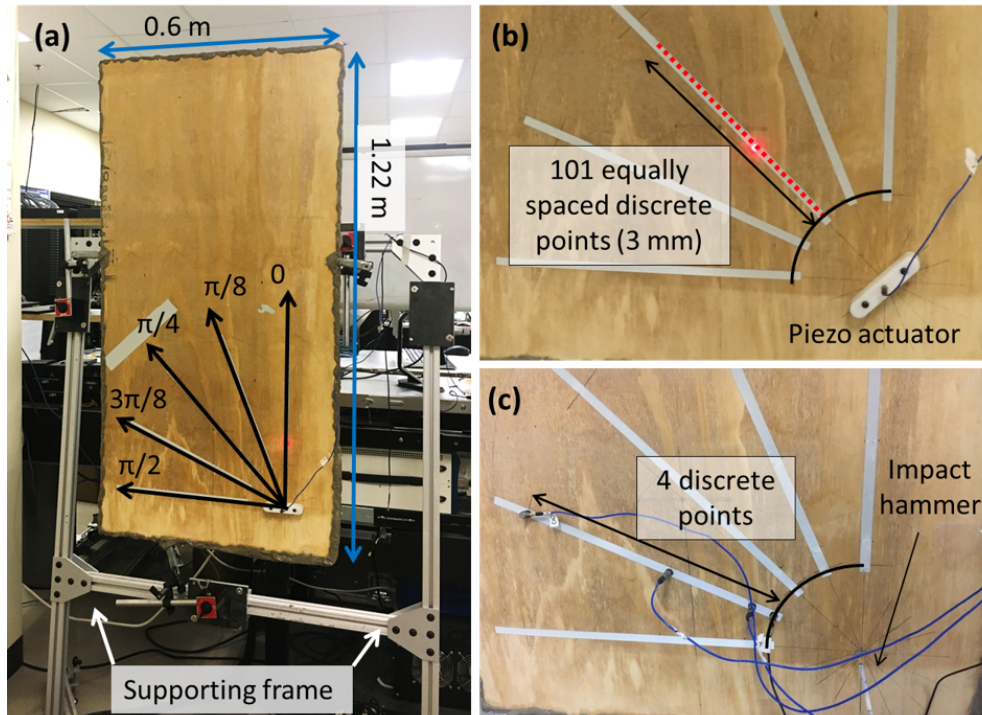 (a)
0.6 m
1.22 m
0
π/8
π/4
3π/8
π/2
Supporting frame
(b)
101 equally
spaced discrete
points (3 mm)
Piezo actuator
(c)
4 discrete
points
Impact
hammer